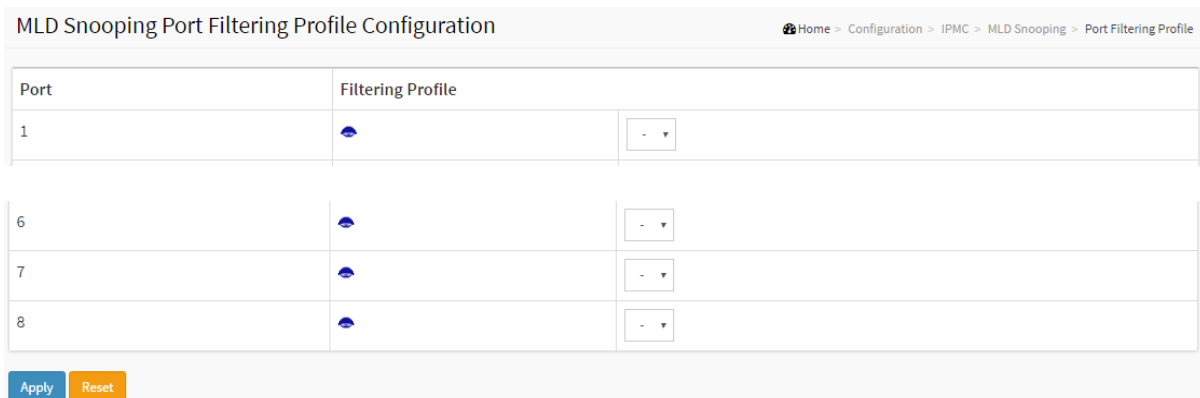 MLD Snooping Port Filtering Profile Configuration
Home > Configuration > IPMC > MLD Snooping > Port Filtering Profile
Port Filtering Profile
1 -
6 -
7 -
8 -
Apply Reset